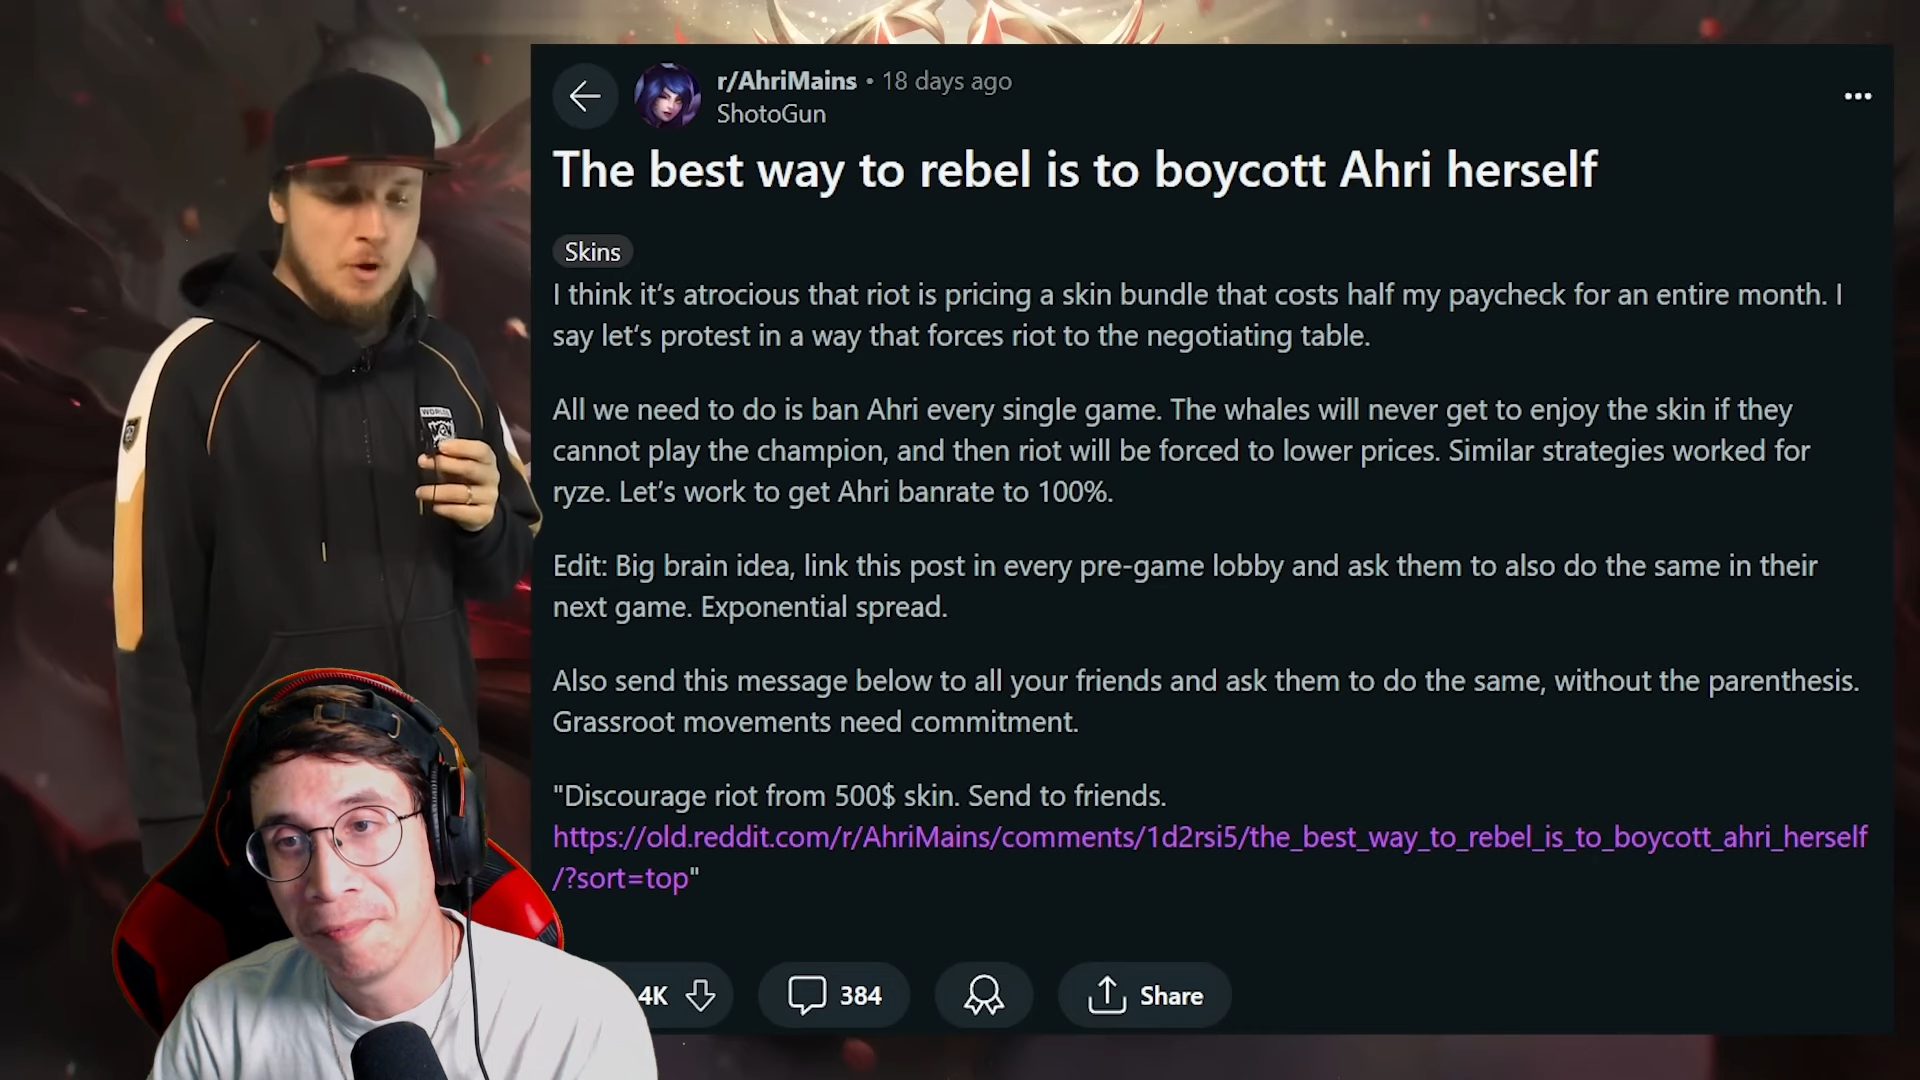 r/AhriMains • 18 days ago
ShotoGun
The best way to rebel is to boycott Ahri herself
Skins
I think it’s atrocious that riot is pricing a skin bundle that costs half my paycheck for an entire month. I
say let’s protest in a way that forces riot to the negotiating table.
All we need to do is ban Ahri every single game. The whales will never get to enjoy the skin if they
cannot play the champion, and then riot will be forced to lower prices. Similar strategies worked for
ryze. Let’s work to get Ahri banrate to 100%.
Edit: Big brain idea, link this post in every pre-game lobby and ask them to also do the same in their
next game. Exponential spread.
Also send this message below to all your friends and ask them to do the same, without the parenthesis.
Grassroot movements need commitment.
"Discourage riot from 500$ skin. Send to friends.
https://old.reddit.com/r/AhriMains/comments/1d2rsi5/the_best_way_to_rebel_is_to_boycott_ahri_herself
/?sort=top"
4K
384
Share
WORLDS